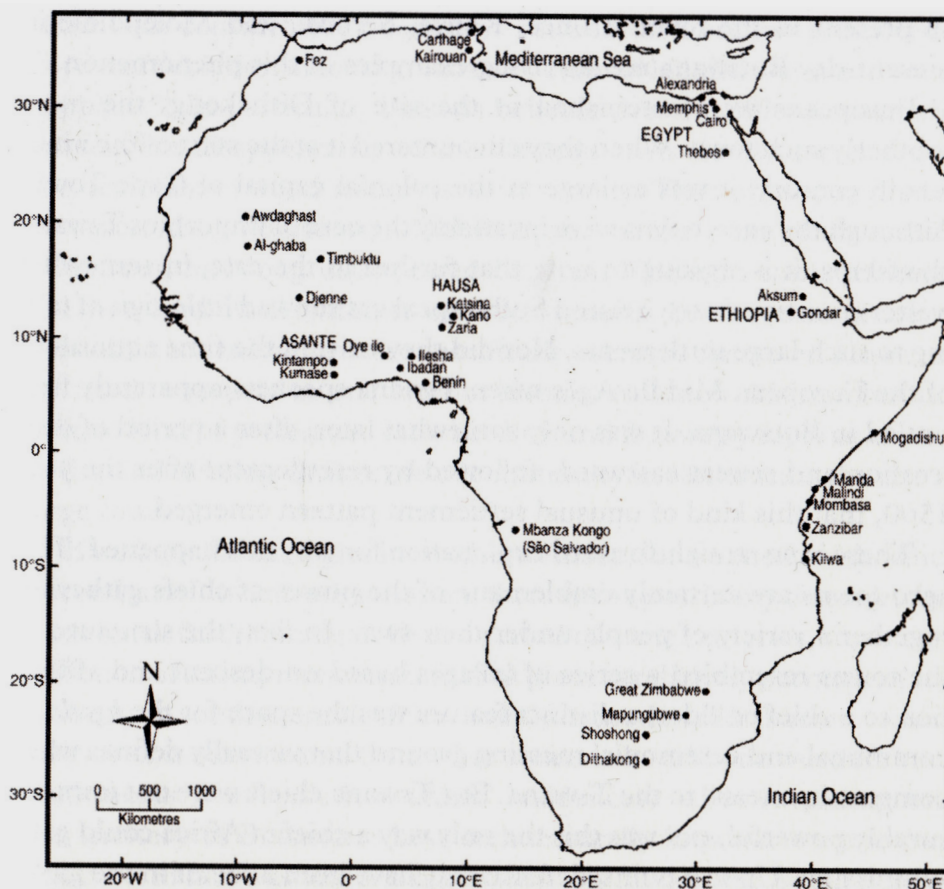 Carthage
Kairouan
Fez
Mediterranean Sea
Alexandria
30°N
Memphis
Cairo
EGYPT
Thebes
20°N
Awdaghast
Al-ghaba
Timbuktu
HAUSA
Djenne
Katsina
Kano
Aksum
ETHIOPIA
Gondar
10°N
Zaria
ASANTE
Oye ile
Ilesha
Kintampo
Ibadan
Kumase
Benin
0°
Mogadishu
Manda
Malindi
Mombasa
Zanzibar
Mbanza Kongo
(São Salvador)
Atlantic Ocean
Kilwa
10°S
20°S
N
Great Zimbabwe
Mapungubwe
Shoshong
Dithakong
500 1000
Kilometres
30°S
Indian Ocean
20°W 10°W 0° 10°E 20°E 30°E 40°E 50°E